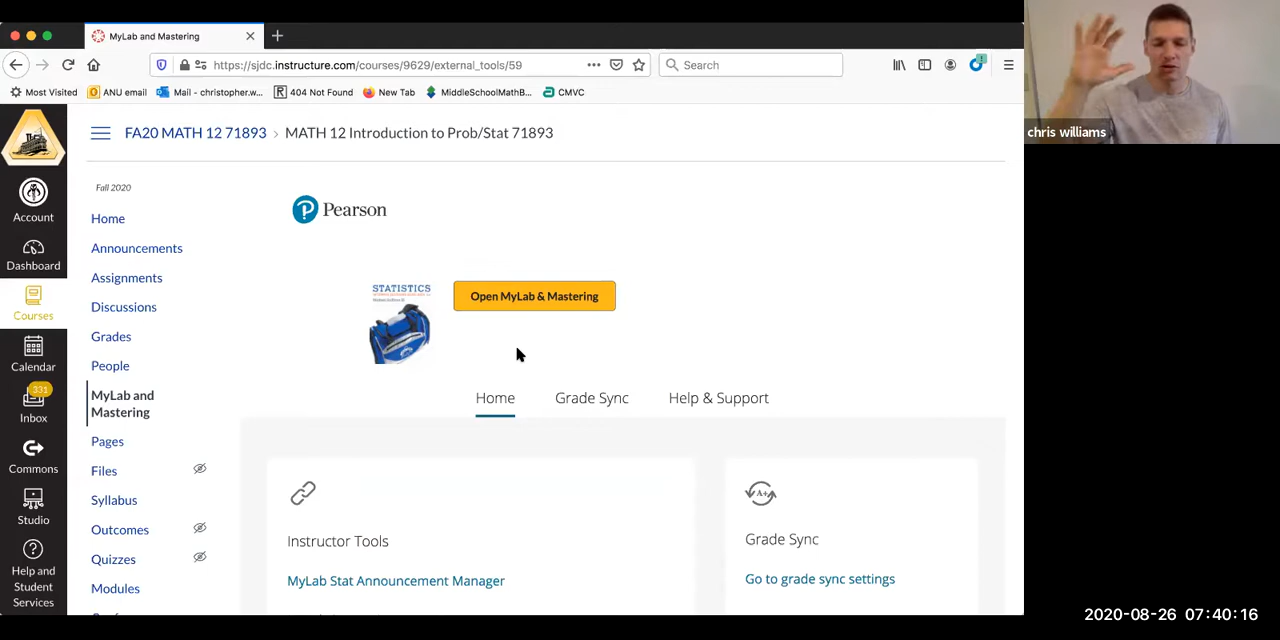 MyLab and Mastering
https://sjdc.instructure.com/courses/9629/external_tools/59
Search
Most Visited
ANU email
Mail - christopher.w...
404 Not Found
New Tab
MiddleSchoolMathB...
CMVC
chris williams
FA20 MATH 12 71893 › MATH 12 Introduction to Prob/Stat 71893
Account
Dashboard
Courses
Calendar
331
Inbox
Commons
Studio
Help and
Student
Services
Fall 2020
Home
Announcements
Assignments
Discussions
Grades
People
MyLab and
Mastering
Pages
Files
Syllabus
Outcomes
Quizzes
Modules
Pearson
STATISTICS
Open MyLab & Mastering
Home
Grade Sync
Help & Support
Instructor Tools
MyLab Stat Announcement Manager
A+
Grade Sync
Go to grade sync settings
2020-08-26 07:40:16